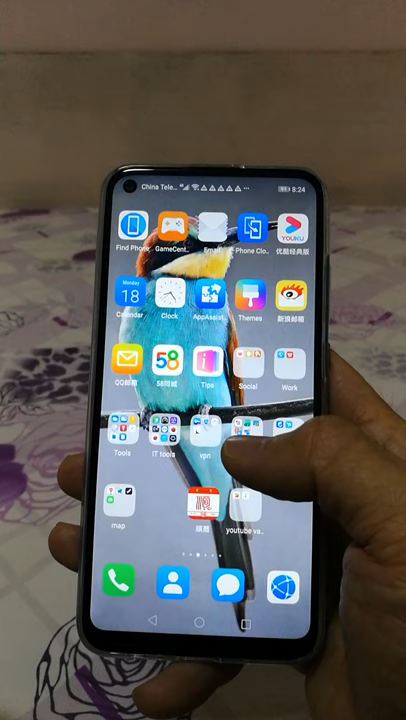 China Tele... 8:24
Find Phone GameCent.. Email Phone Clo.. 优酷经典版
YOUKU
Monday
18
Calendar Clock AppAssist.. Themes 新浪邮箱
58
QQ邮箱 58同城 Tips Social Work
Tools IT tools vpn
map youtube va..